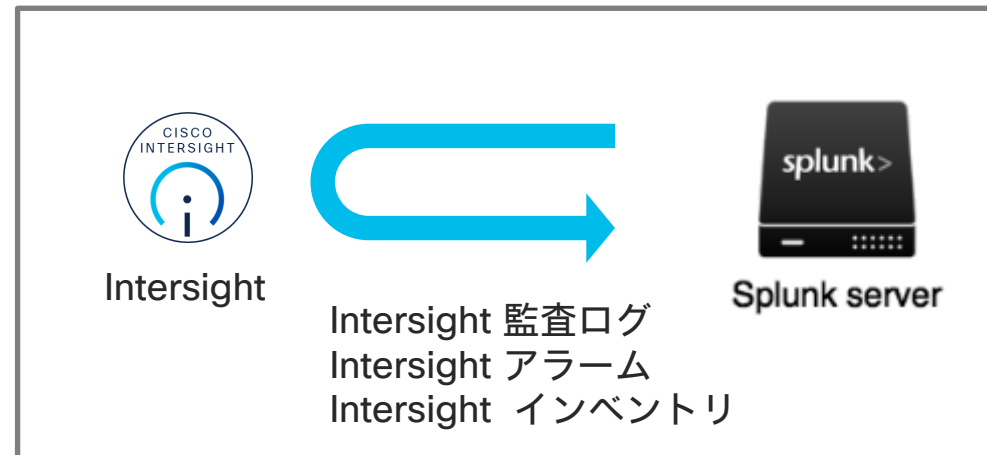 CISCO
INTERSIGHT
Intersight
splunk>
Splunk server
Intersight 監査ログ
Intersight アラーム
Intersight インベントリ